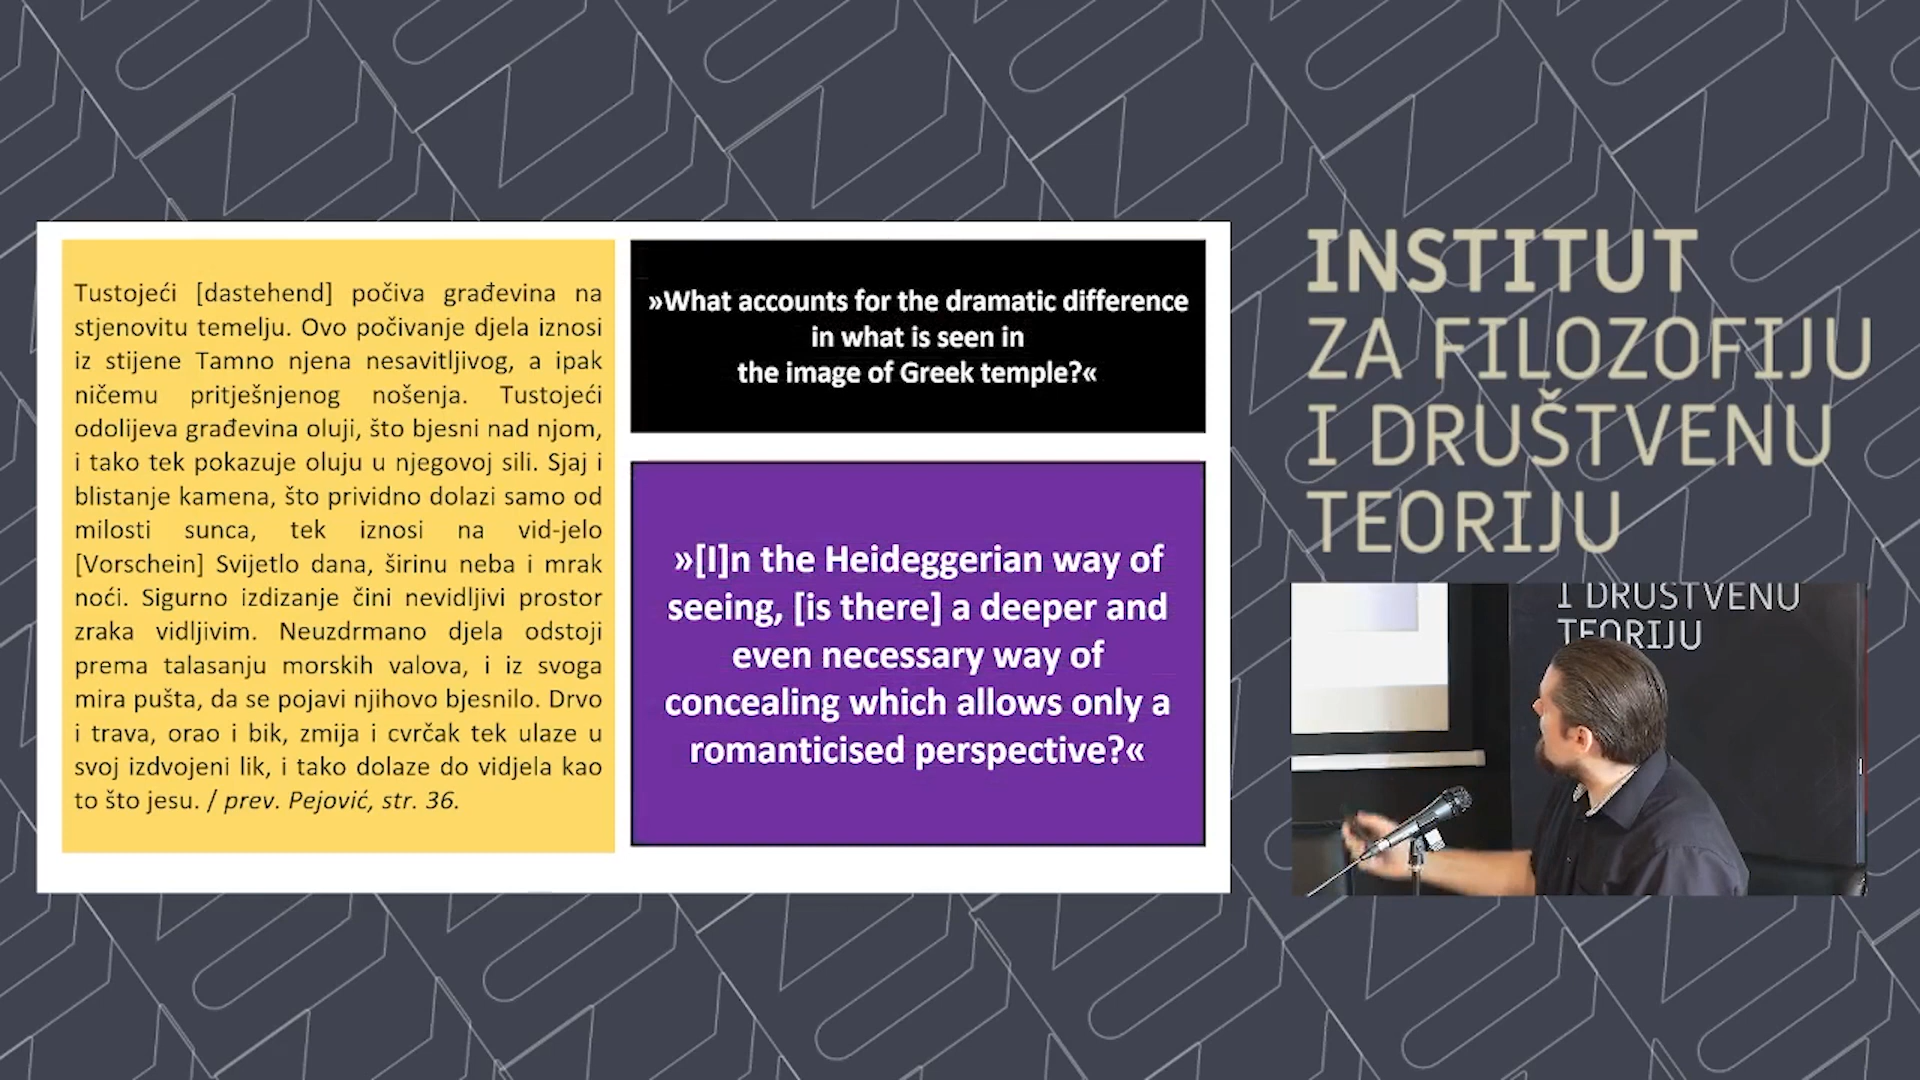 Tustojeći [dastehend] počiva građevina na
stjenovitu temelju. Ovo počivanje djela iznosi
iz stijene Tamno njena nesavitljivog, a ipak
ničemu pritješnjenog nošenja. Tustojeći
odolijeva građevina oluji, što bjesni nad njom,
i tako tek pokazuje oluju u njegovoj sili. Sjaj i
blistanje kamena, što prividno dolazi samo od
milosti sunca, tek iznosi na vid-jelo
[Vorschein] Svijetlo dana, širinu neba i mrak
noći. Sigurno izdizanje čini nevidljivi prostor
zraka vidljivim. Neuzdrmano djela odstoji
prema talasanju morskih valova, i iz svoga
mira pušta, da se pojavi njihovo bjesnilo. Drvo
i trava, orao i bik, zmija i cvrčak tek ulaze u
svoj izdvojeni lik, i tako dolaze do vidjela kao
to što jesu. / prev. Pejović, str. 36.
»What accounts for the dramatic difference
in what is seen in
the image of Greek temple?«
»[I]n the Heideggerian way of
seeing, [is there] a deeper and
even necessary way of
concealing which allows only a
romanticised perspective?«
INSTITUT
ZA FILOZOFIJU
I DRUŠTVENU
TEORIJU
I DRUŠTVENU
TEORIJU